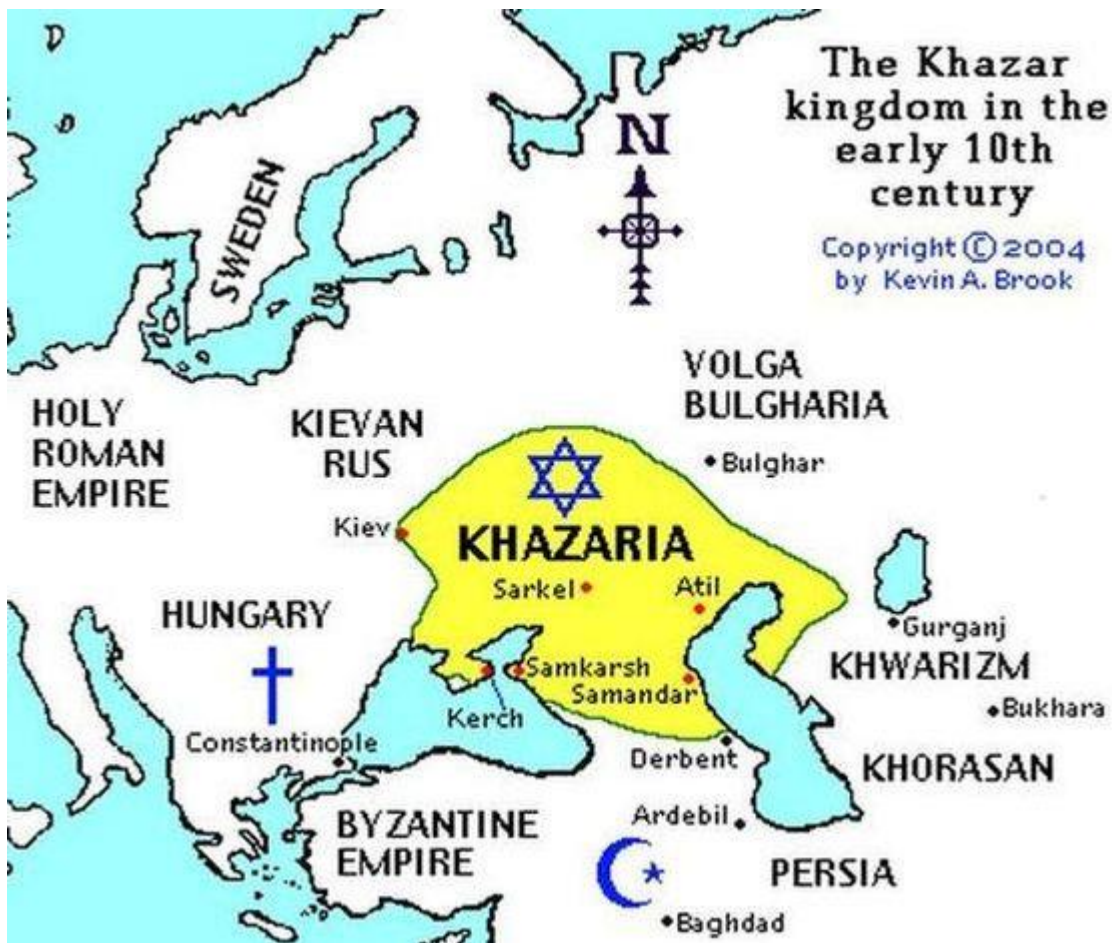 The Khazar
kingdom in the
early 10th
century
Copyright © 2004
by Kevin A. Brook
N
SWEDEN
VOLGA
BULGHARIA
HOLY
ROMAN
EMPIRE
KIEVAN
RUS
Bulghar
Kiev
KHAZARIA
Sarkel
Atil
HUNGARY
Gurganj
Samkarsh
KHWARIZM
Samandar
Kerch
Bukhara
Constantinople
Derbent
KHORASAN
Ardebil
BYZANTINE
EMPIRE
PERSIA
Baghdad